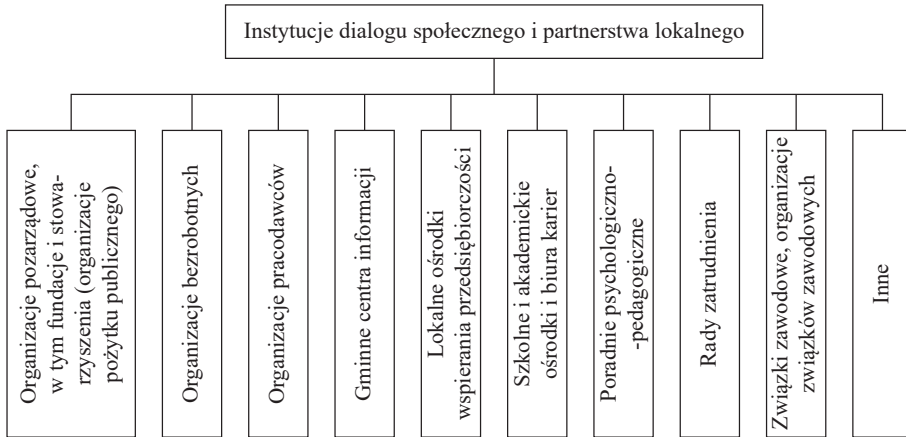 Instytucje dialogu społecznego i partnerstwa lokalnego
Organizacje pozarządowe,
w tym fundacje i stowa-
rzyszenia (organizacje
pożytku publicznego)
Organizacje bezrobotnych
Organizacje pracodawców
Gminne centra informacji
Lokalne ośrodki
wspierania przedsiębiorczości
Szkolne i akademickie
ośrodki i biura karier
Poradnie psychologiczno-
-pedagogiczne
Rady zatrudnienia
Związki zawodowe, organizacje
związków zawodowych
Inne